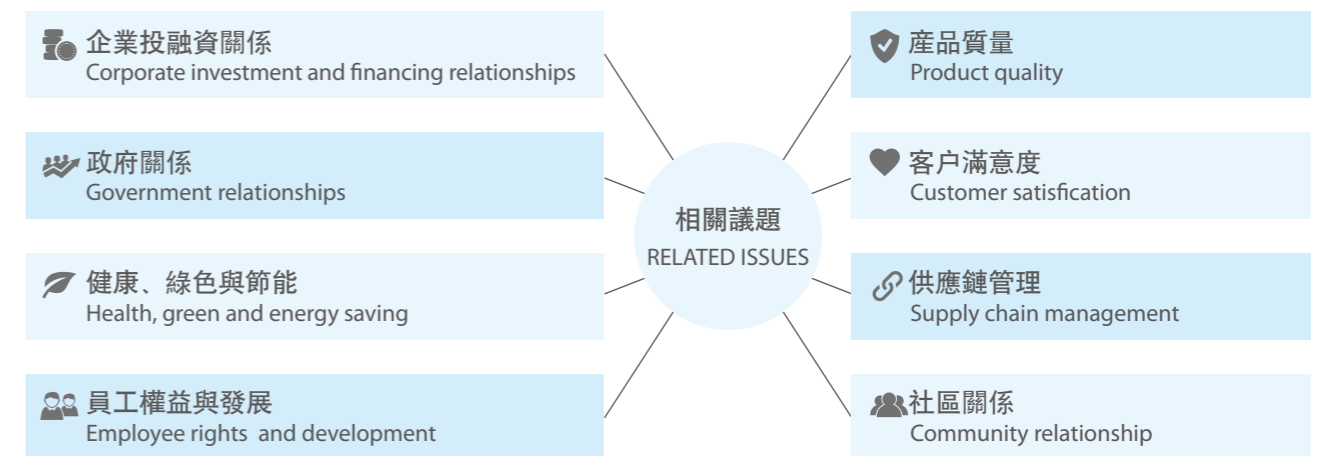 企業投融資關係
Corporate investment and financing relationships
政府關係
Government relationships
健康、綠色與節能
Health, green and energy saving
員工權益與發展
Employee rights and development
相關議題
RELATED ISSUES
産品質量
Product quality
客户滿意度
Customer satisfication
供應鏈管理
Supply chain management
社區關係
Community relationship